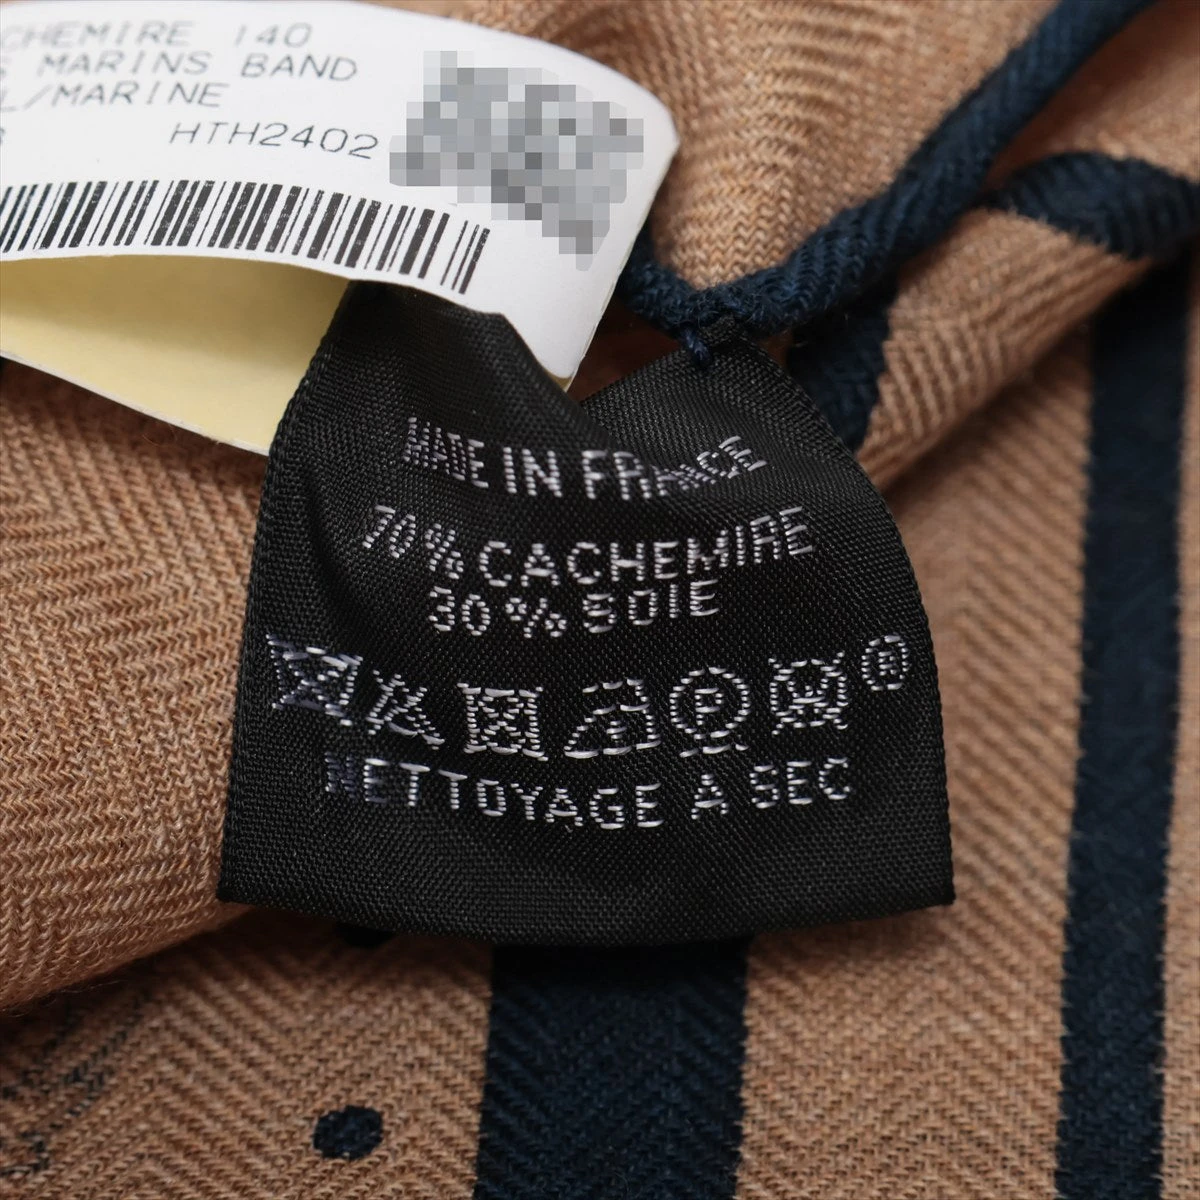 CHEMIRE 140
MARINS BAND
L/MARINE
HTH2402
MADE IN FRANCE
70% CACHEMIRE
30% SOIE
P
NETTOYAGE A SEC